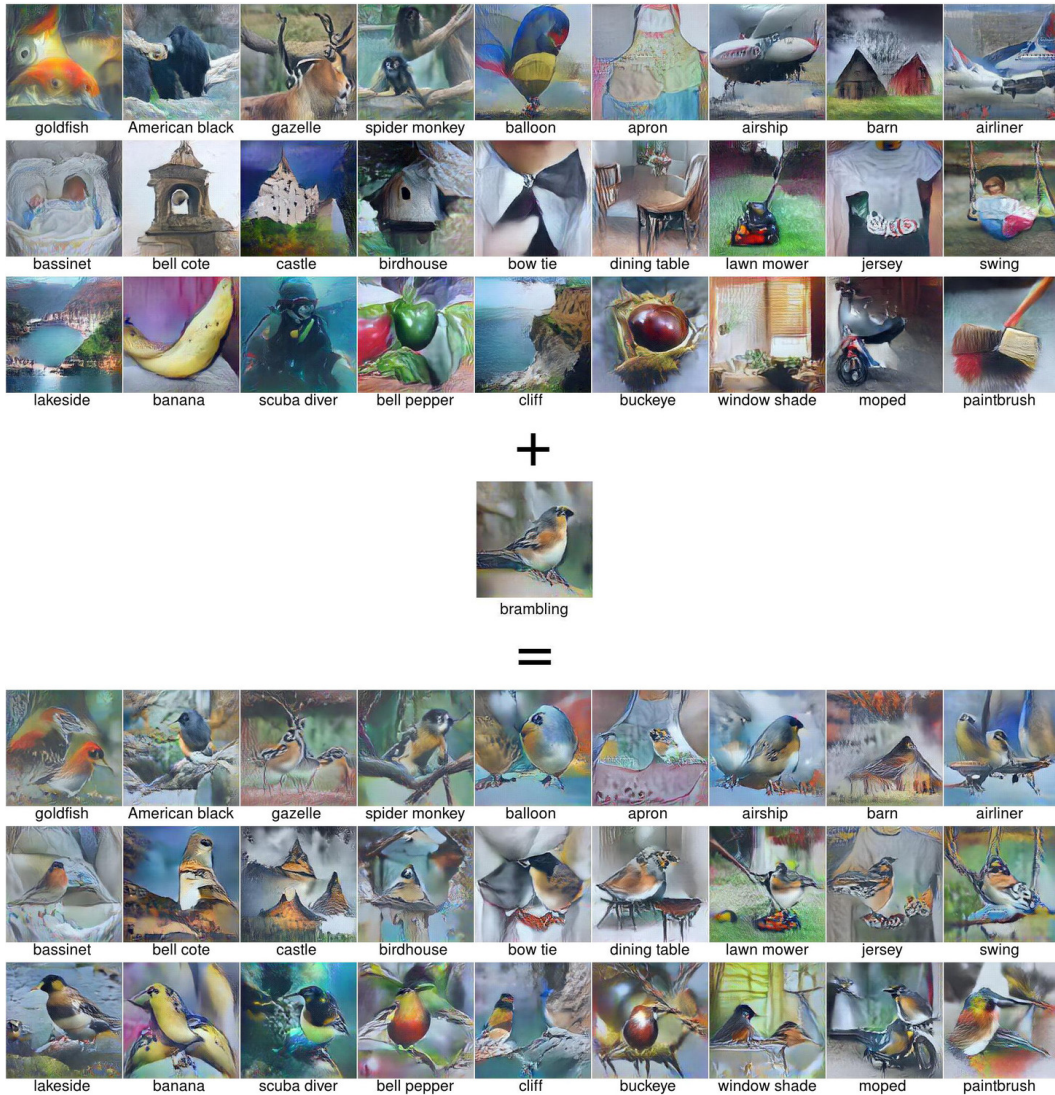 goldfish American black gazelle spider monkey balloon apron airship barn airliner
bassinet bell cote castle birdhouse bow tie dining table lawn mower jersey swing
lakeside banana scuba diver bell pepper cliff buckeye window shade moped paintbrush
+
brambling
=
goldfish American black gazelle spider monkey balloon apron airship barn airliner
bassinet bell cote castle birdhouse bow tie dining table lawn mower jersey swing
lakeside banana scuba diver bell pepper cliff buckeye window shade moped paintbrush